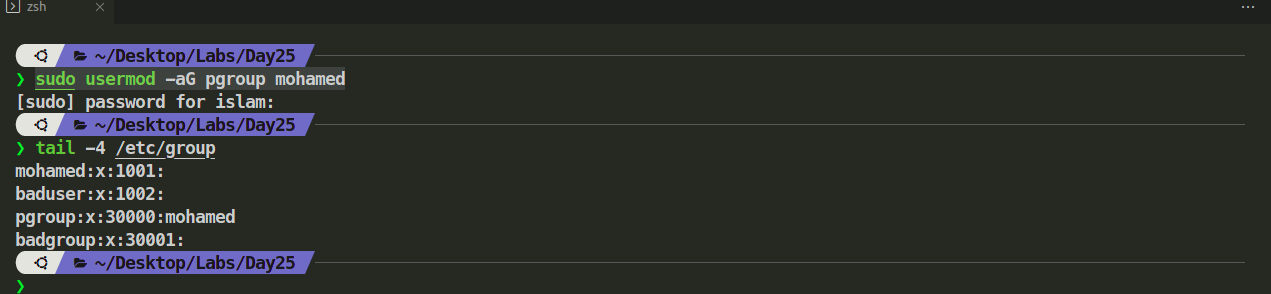 zsh
~/Desktop/Labs/Day25
❯ sudo usermod -aG pgroup mohamed
[sudo] password for islam:
~/Desktop/Labs/Day25
❯ tail -4 /etc/group
mohamed:x:1001:
baduser:x:1002:
pgroup:x:30000:mohamed
badgroup:x:30001:
~/Desktop/Labs/Day25
❯